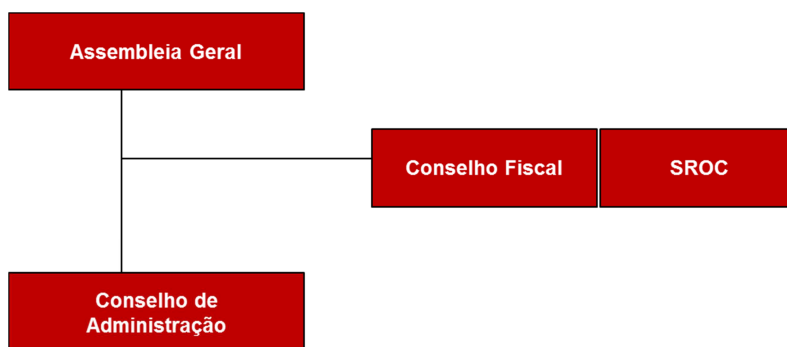 Assembleia Geral
Conselho Fiscal
SROC
Conselho de
Administração